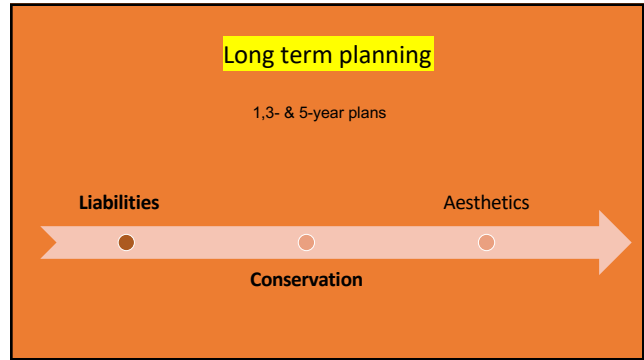 Long term planning
1,3- & 5-year plans
Liabilities
Aesthetics
Conservation